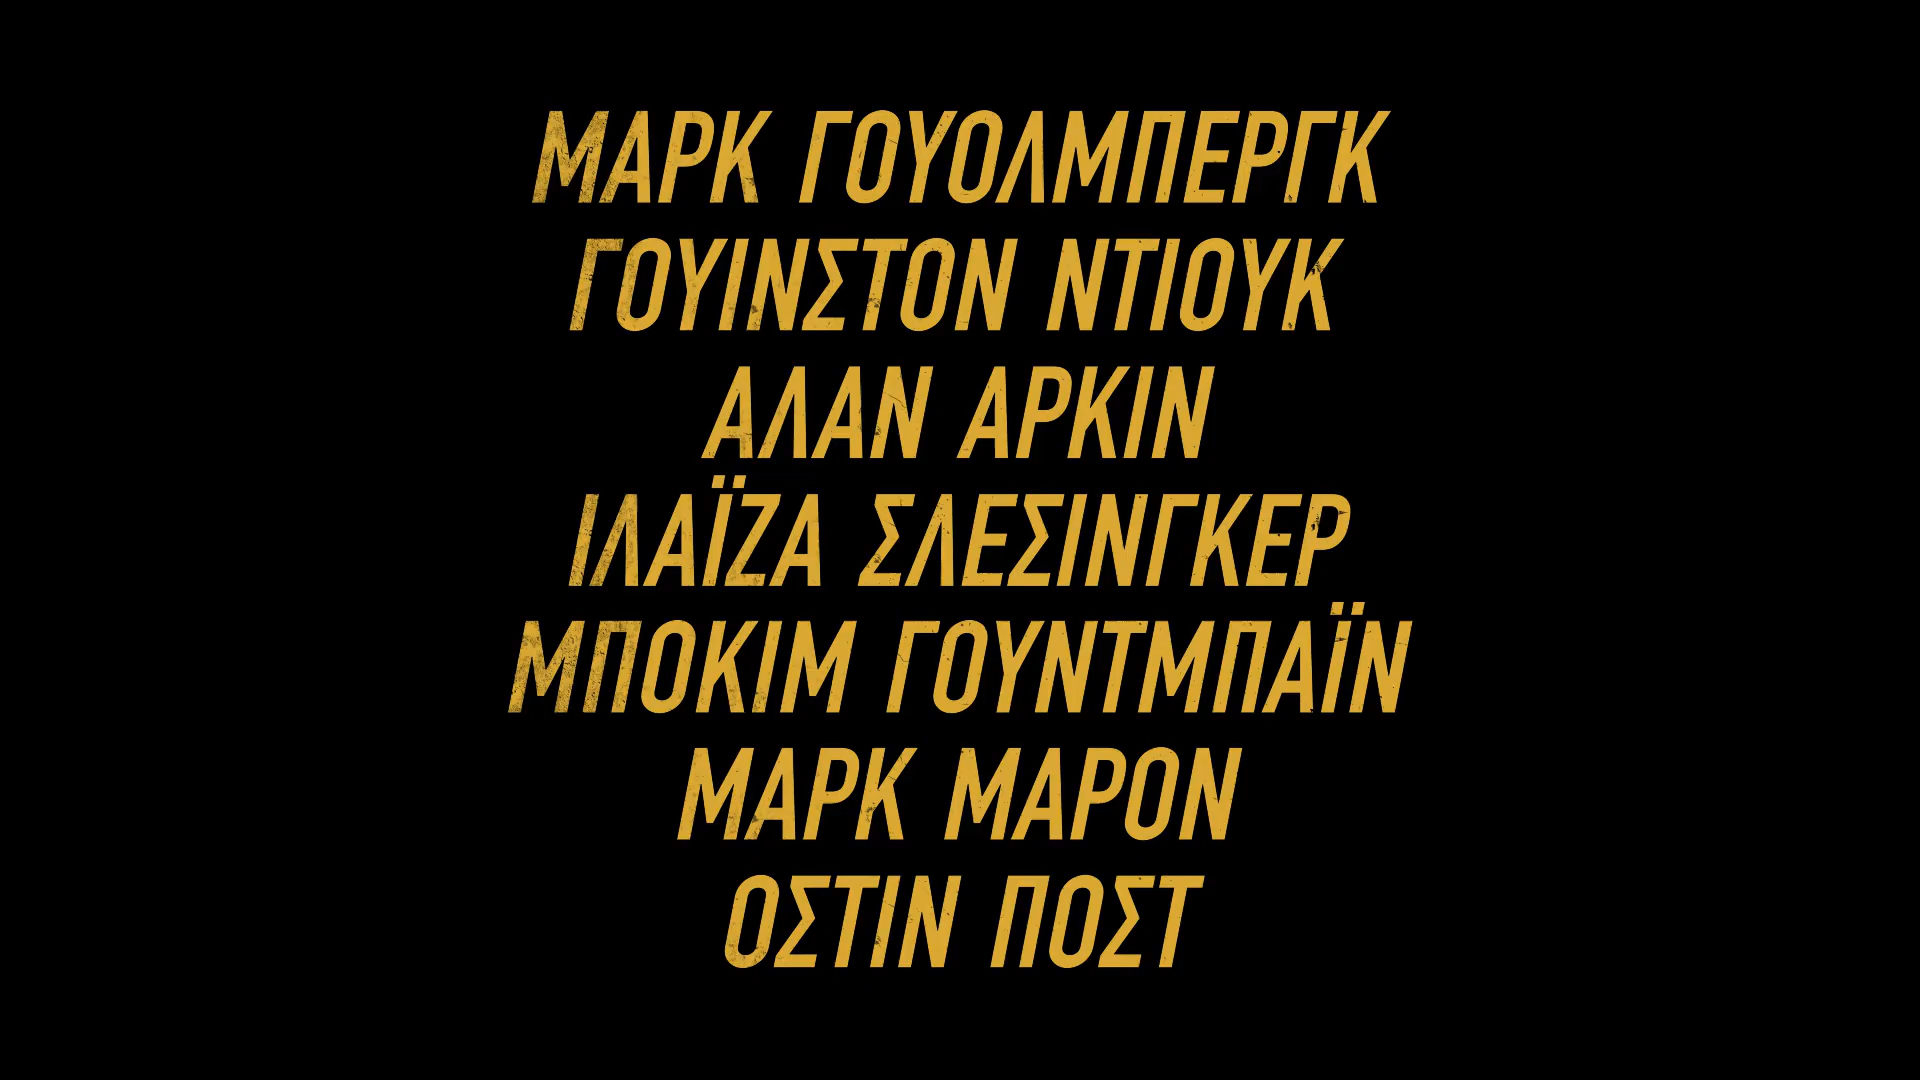 ΜΑΡΚ ΓΟΥΟΛΜΠΕΡΓΚ
ΓΟΥΙΝΣΤΟΝ ΝΤΙΟΥΚ
ΑΛΑΝ ΑΡΚΙΝ
ΙΛΑΪΖΑ ΣΛΕΣΙΝΓΚΕΡ
ΜΠΟΚΙΜ ΓΟΥΝΤΜΠΑΪΝ
ΜΑΡΚ ΜΑΡΟΝ
ΟΣΤΙΝ ΠΟΣΤ